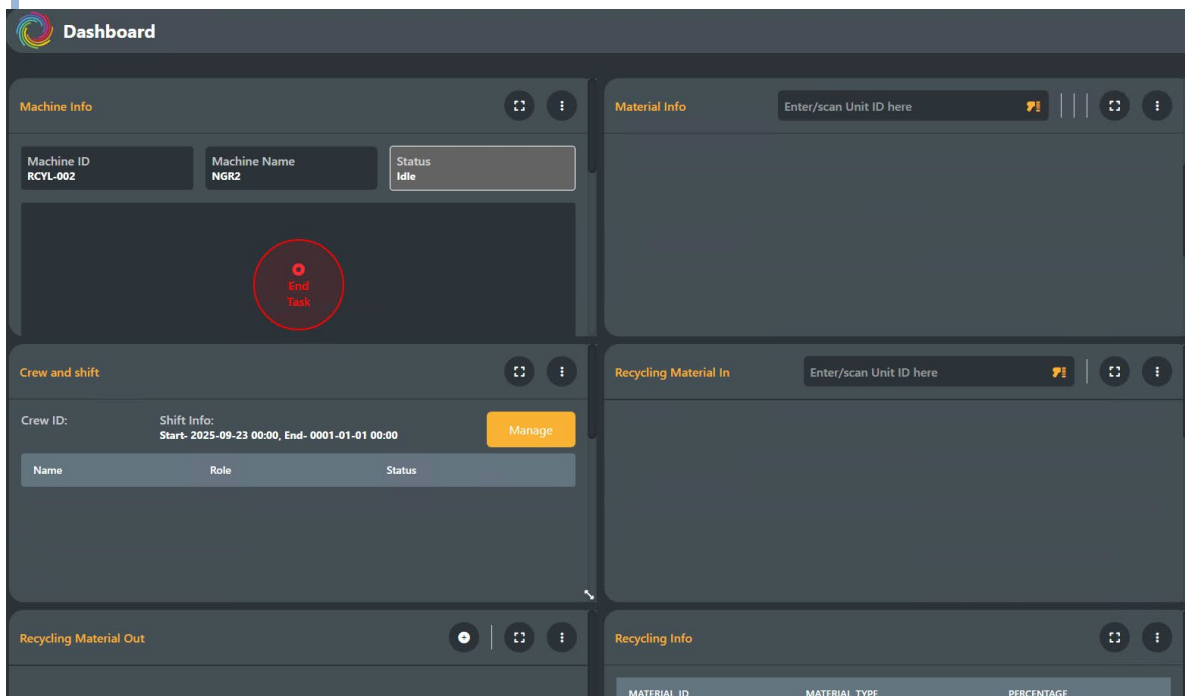 Dashboard
Machine Info
Machine ID
RCYL-002
Machine Name
NGR2
Status
Idle
End
Task
Material Info
Enter/scan Unit ID here
Crew and shift
Crew ID:
Shift Info:
Start- 2025-09-23 00:00, End- 0001-01-01 00:00
Manage
Name Role Status
Recycling Material In
Enter/scan Unit ID here
Recycling Material Out
Recycling Info
MATERIAL ID MATERIAL TYPE PERCENTAGE